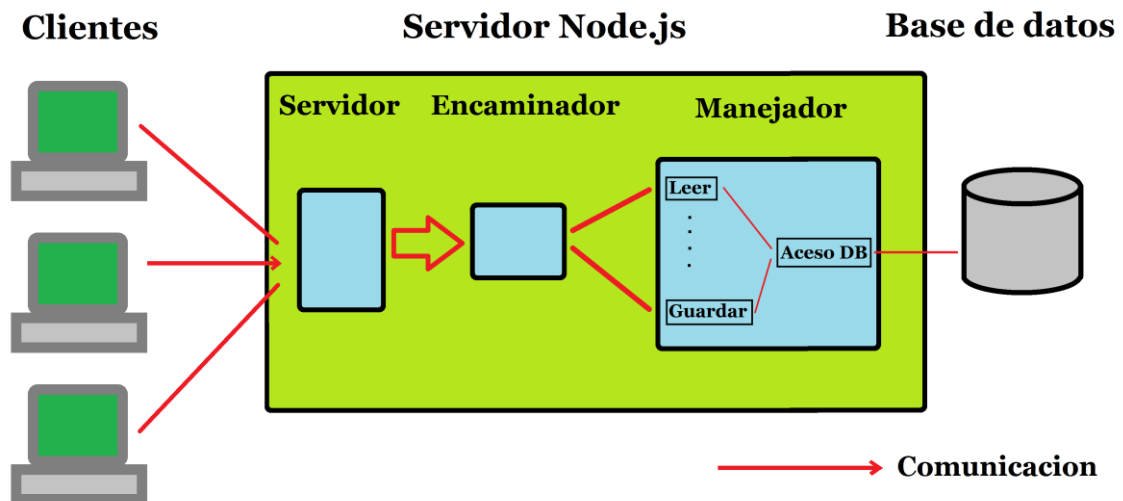 Clientes
Servidor Node.js
Base de datos
Servidor
Encaminador
Manejador
Leer
Aceso DB
Guardar
Comunicacion